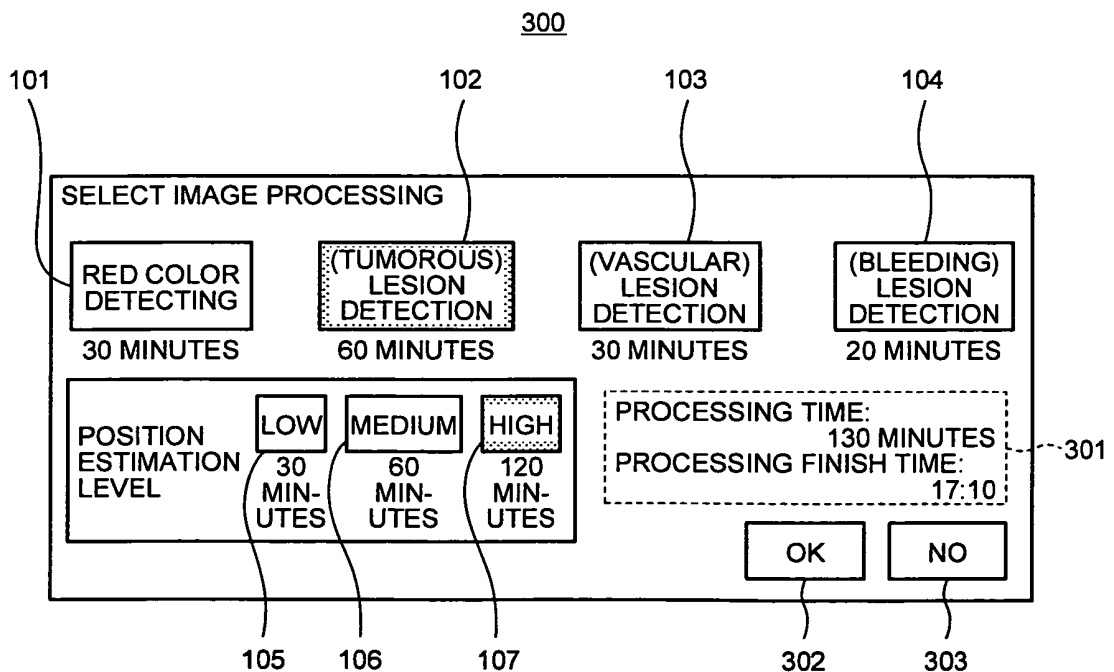 300
101
102
103
104
SELECT IMAGE PROCESSING
RED COLOR
DETECTING
30 MINUTES
(TUMOROUS)
LESION
DETECTION
60 MINUTES
(VASCULAR)
LESION
DETECTION
30 MINUTES
(BLEEDING)
LESION
DETECTION
20 MINUTES
POSITION
ESTIMATION
LEVEL
LOW
30
MIN-
UTES
MEDIUM
60
MIN-
UTES
HIGH
120
MIN-
UTES
PROCESSING TIME:
130 MINUTES
PROCESSING FINISH TIME:
17:10
301
OK
NO
105
106
107
302
303